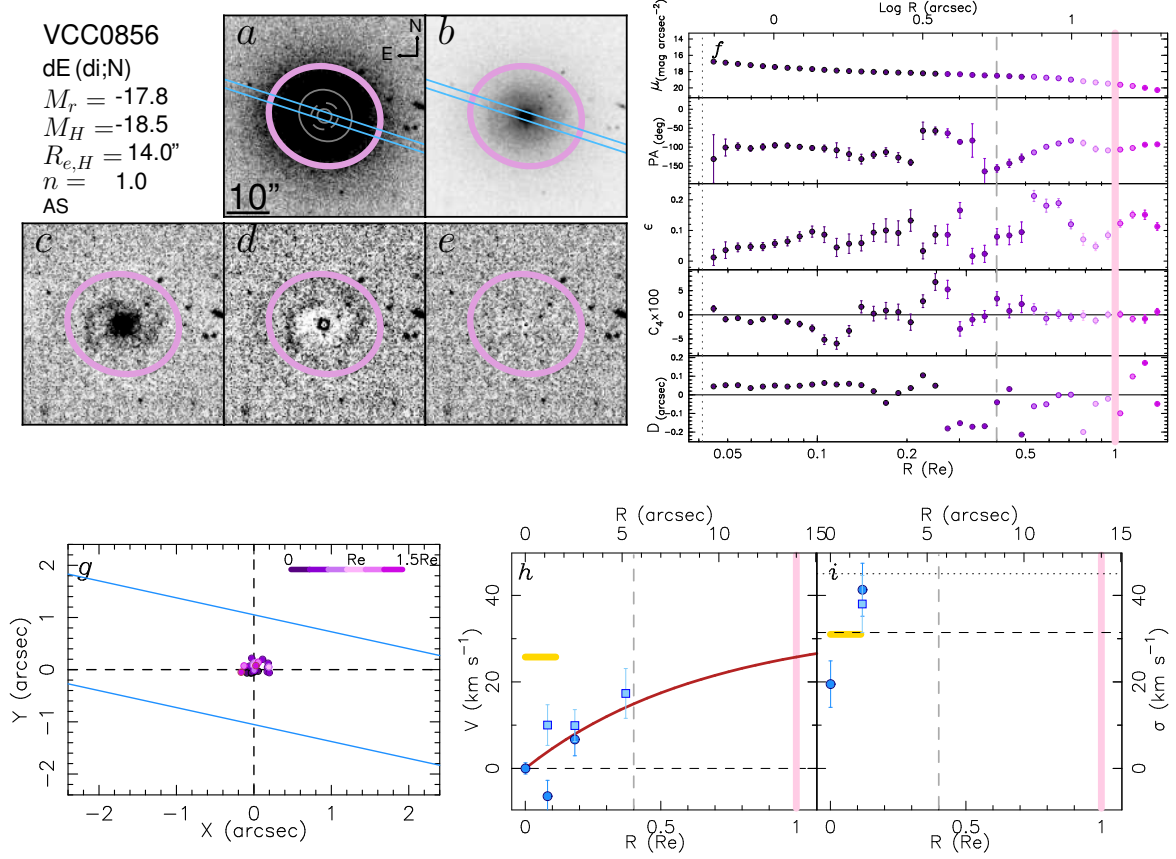 VCC0856
dE (di;N)
M_r = -17.8
M_H = -18.5
R_{e,H} = 14.0"
n = 1.0
AS
a
N
E
10"
b
c
d
e
Log R (arcsec)
0 0.5 1
f
μ(mag arcsec⁻²)
14
16
18
20
PA (deg)
0
-50
-100
-150
ε
0.2
0.1
0
C₄x100
5
0
-5
D (arcsec)
0.2
0.1
0
-0.1
-0.2
0.05 0.1 0.2 0.5 1
R (Re)
g
0 Re 1.5Re
Y (arcsec)
2
1
0
-1
-2
-2 -1 0 1 2
X (arcsec)
R (arcsec)
0 5 10 15
h
V (km s⁻¹)
40
20
0
0 0.5 1
R (Re)
R (arcsec)
0 5 10 15
i
40
20
0
σ (km s⁻¹)
0 0.5 1
R (Re)